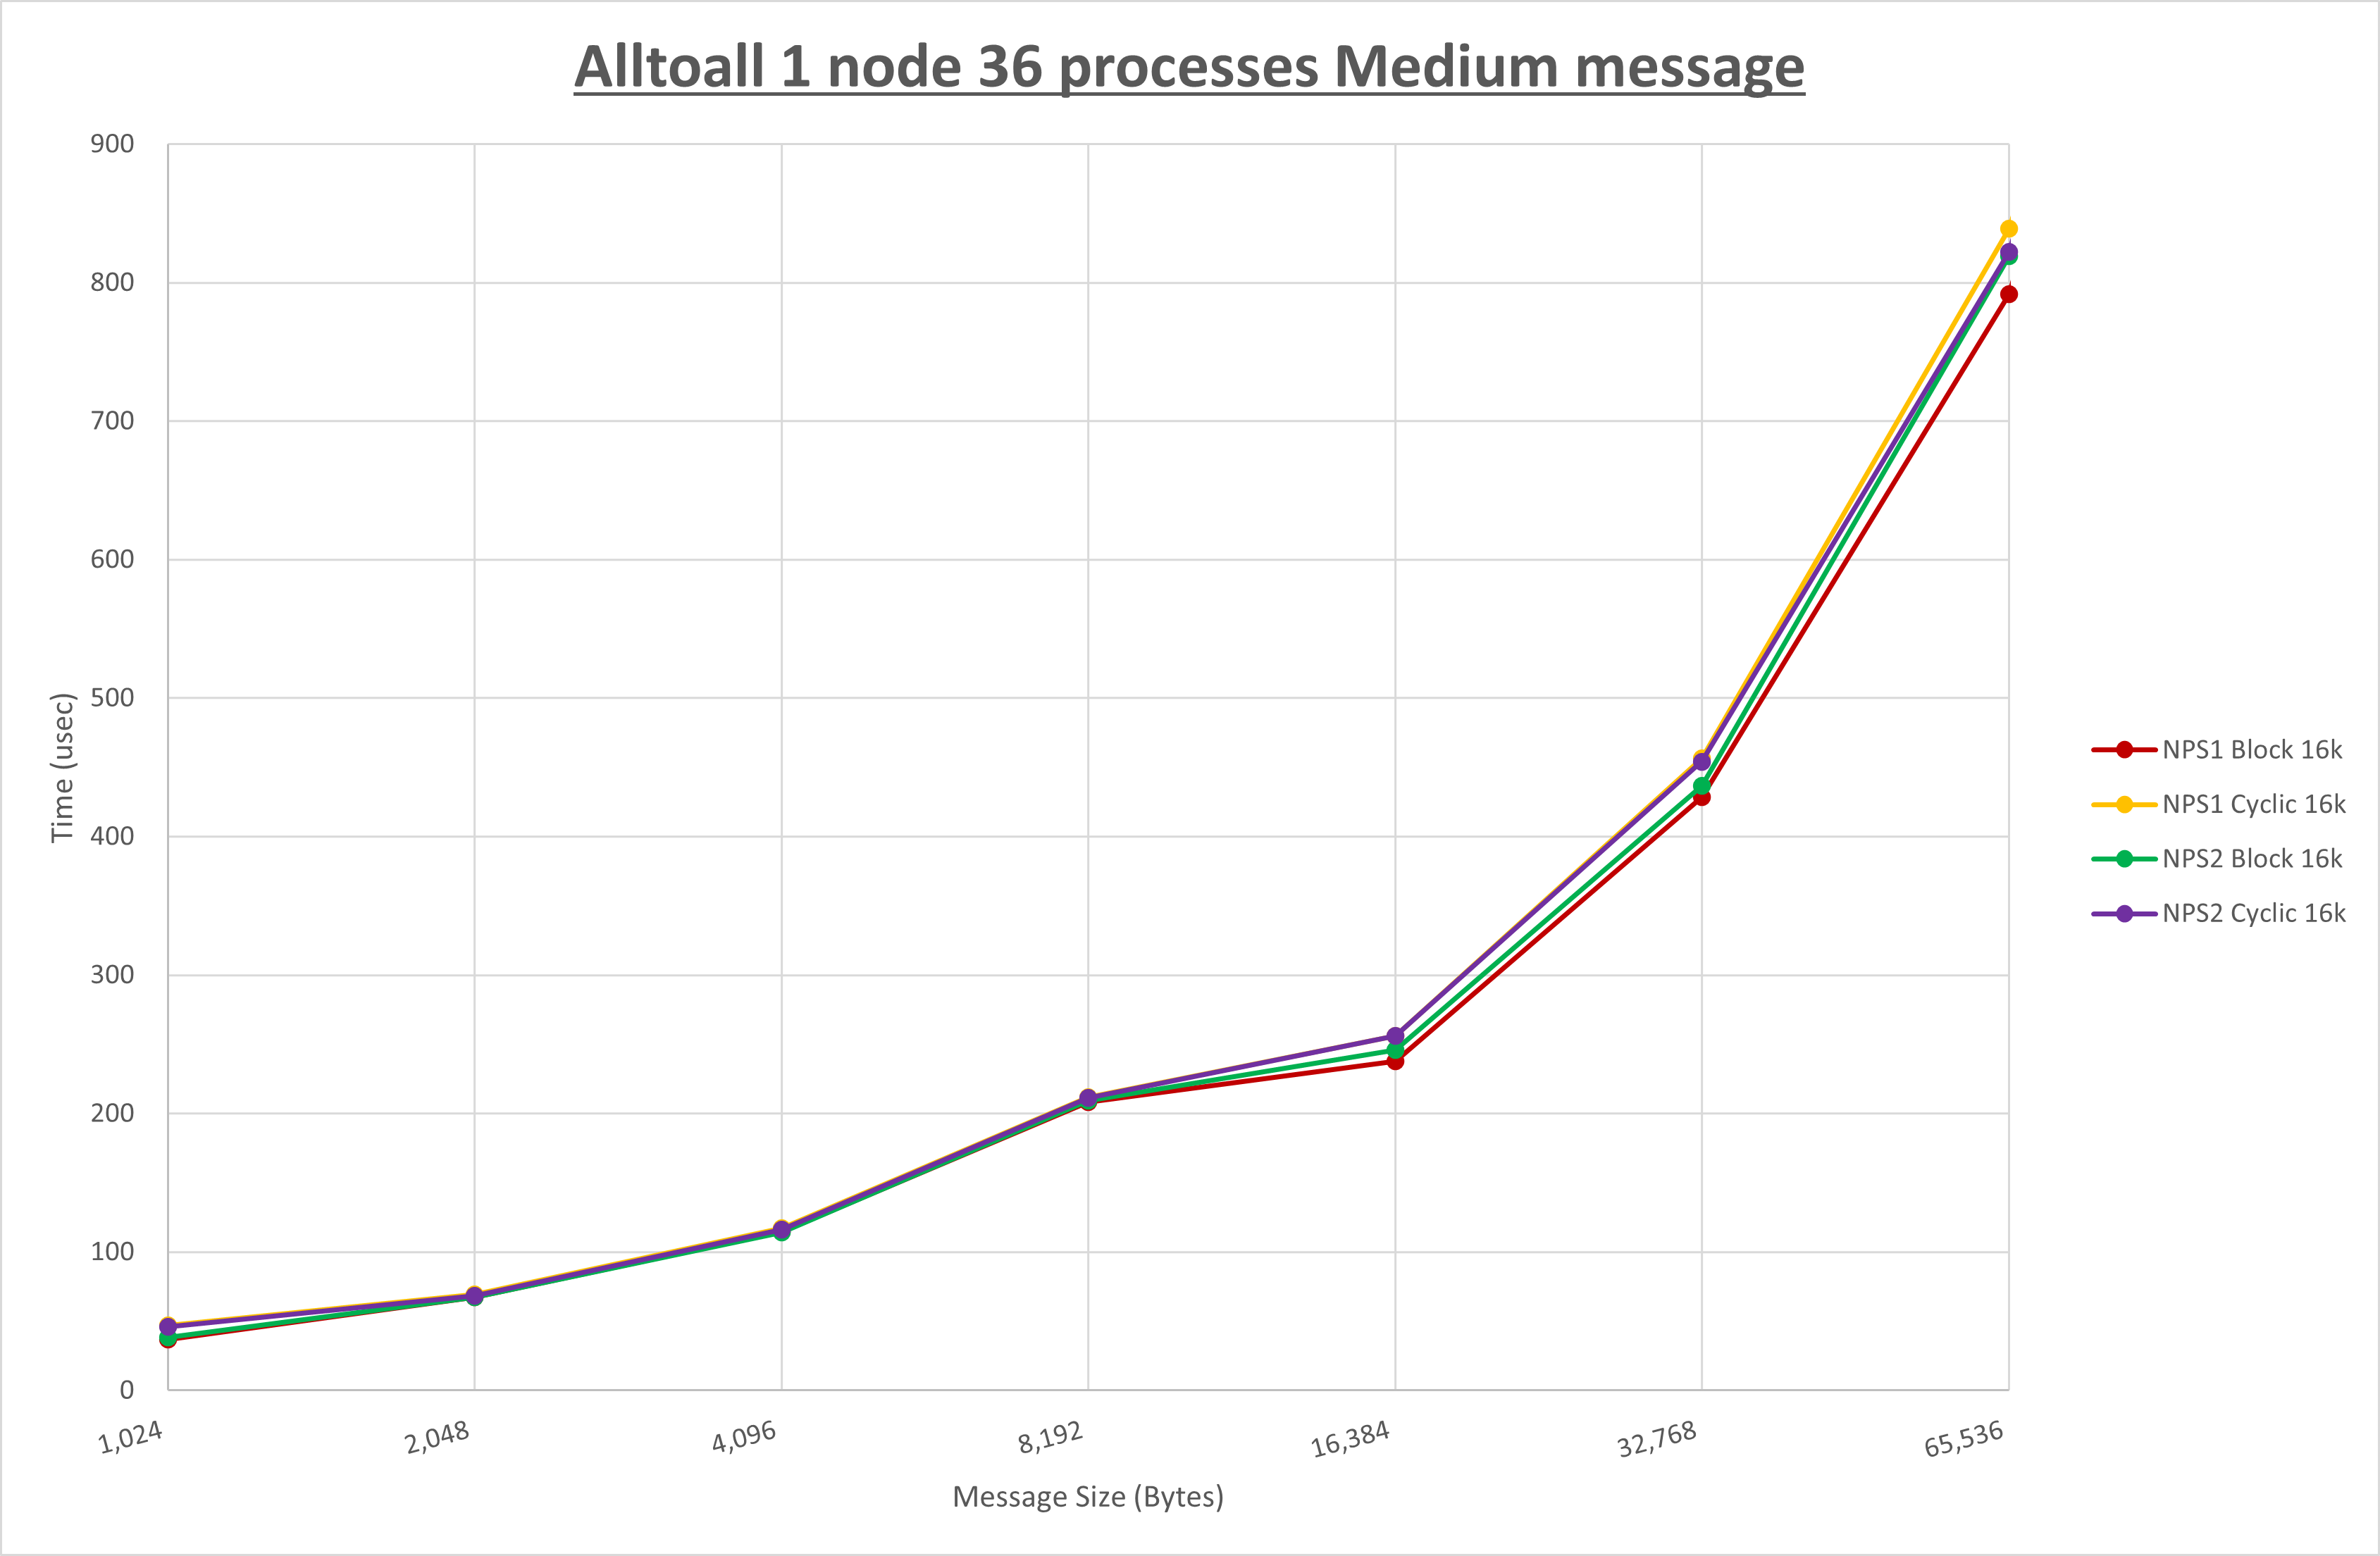 Alltoall 1 node 36 processes Medium message
900
800
700
600
500
400
300
200
100
0
Time (usec)
1,024
2,048
4,096
8,192
16,384
32,768
65,536
Message Size (Bytes)
NPS1 Block 16k
NPS1 Cyclic 16k
NPS2 Block 16k
NPS2 Cyclic 16k